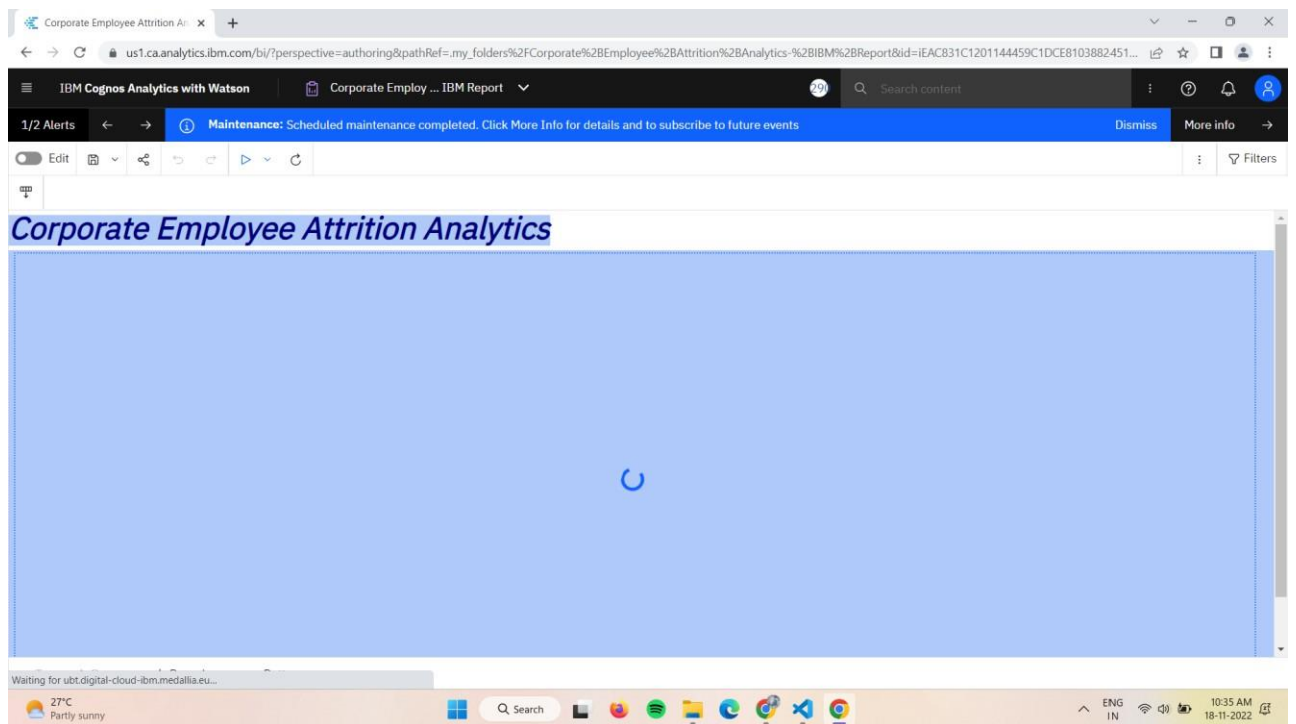 Corporate Employee Attrition An
us1.ca.analytics.ibm.com/bi/?perspective=authoring&pathRef=.my_folders%2FCorporate%2BEmployee%2BAttrition%2BAnalytics-%2BIBM%2BReport&id=iEAC831C1201144459C1DCE8103882451...
IBM Cognos Analytics with Watson Corporate Employ ... IBM Report 290 Search content
1/2 Alerts Maintenance: Scheduled maintenance completed. Click More Info for details and to subscribe to future events Dismiss More info
Edit Filters
Corporate Employee Attrition Analytics
Waiting for ubt.digital-cloud-ibm.medallia.eu...
27°C Search ENG 10:35 AM
Partly sunny IN 18-11-2022